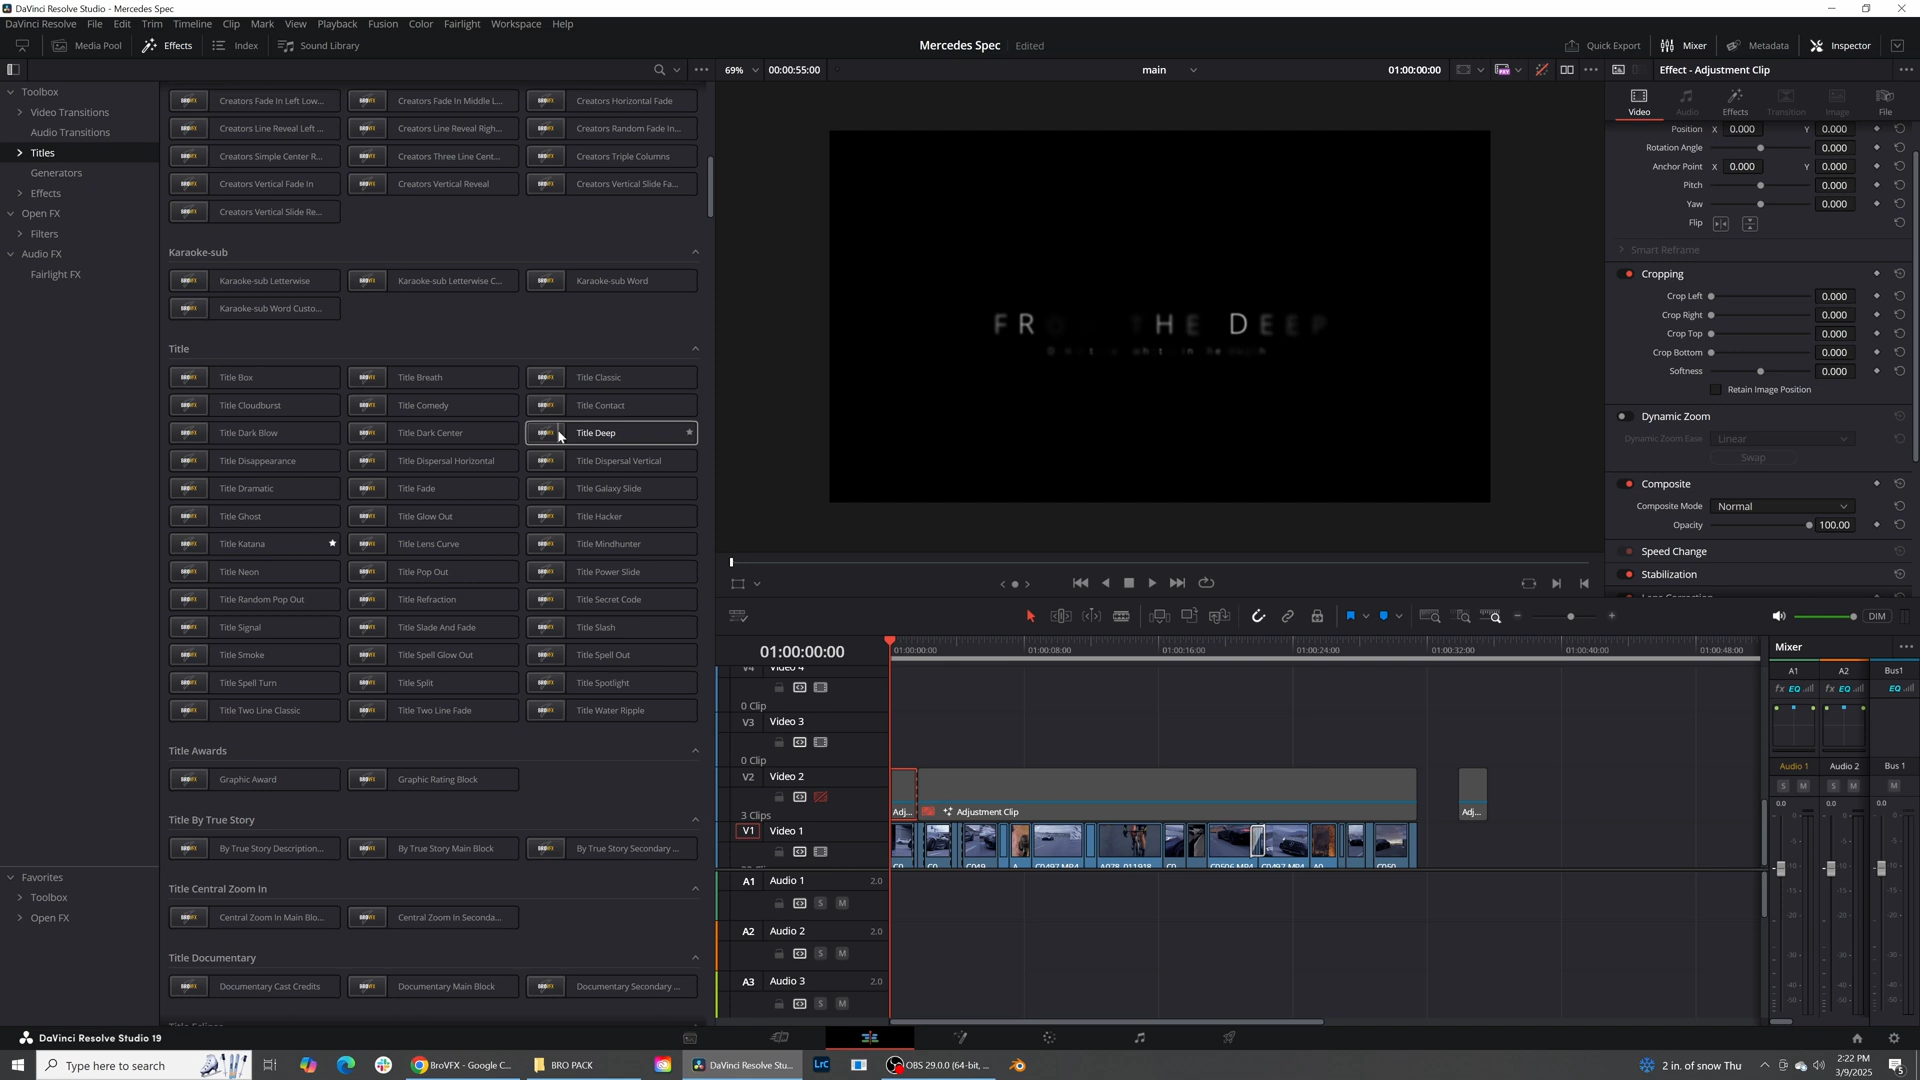 DaVinci Resolve Studio - Mercedes Spec
DaVinci Resolve File Edit Trim Timeline Clip Mark View Playback Fusion Color Fairlight Workspace Help
Media Pool Effects Index Sound Library
Mercedes Spec Edited
Quick Export Mixer Metadata Inspector
69% 00:00:55:00 main 01:00:00:00
Effect - Adjustment Clip
Toolbox
Video Transitions
Audio Transitions
Titles
Generators
Effects
Open FX
Filters
Audio FX
Fairlight FX
Favorites
Toolbox
Open FX
Creators Fade In Left Low... Creators Fade In Middle L... Creators Horizontal Fade
Creators Line Reveal Left ... Creators Line Reveal Righ... Creators Random Fade In...
Creators Simple Center R... Creators Three Line Cent... Creators Triple Columns
Creators Vertical Fade In Creators Vertical Reveal Creators Vertical Slide Fa...
Creators Vertical Slide Re...
Karaoke-sub
Karaoke-sub Letterwise Karaoke-sub Letterwise C... Karaoke-sub Word
Karaoke-sub Word Custo...
Title
Title Box Title Breath Title Classic
Title Cloudburst Title Comedy Title Contact
Title Dark Blow Title Dark Center Title Deep
Title Disappearance Title Dispersal Horizontal Title Dispersal Vertical
Title Dramatic Title Fade Title Galaxy Slide
Title Ghost Title Glow Out Title Hacker
Title Katana Title Lens Curve Title Mindhunter
Title Neon Title Pop Out Title Power Slide
Title Random Pop Out Title Refraction Title Secret Code
Title Signal Title Slade And Fade Title Slash
Title Smoke Title Spell Glow Out Title Spell Out
Title Spell Turn Title Split Title Spotlight
Title Two Line Classic Title Two Line Fade Title Water Ripple
Title Awards
Graphic Award Graphic Rating Block
Title By True Story
By True Story Description... By True Story Main Block By True Story Secondary ...
Title Central Zoom In
Central Zoom In Main Blo... Central Zoom In Seconda...
Title Documentary
Documentary Cast Credits Documentary Main Block Documentary Secondary ...
FROM THE DEEP
Video Audio Effects Transition Image File
Position X 0.000 Y 0.000
Rotation Angle 0.000
Anchor Point X 0.000 Y 0.000
Pitch 0.000
Yaw 0.000
Flip
Smart Reframe
Cropping
Crop Left 0.000
Crop Right 0.000
Crop Top 0.000
Crop Bottom 0.000
Softness 0.000
Retain Image Position
Dynamic Zoom
Dynamic Zoom Ease Linear
Swap
Composite
Composite Mode Normal
Opacity 100.00
Speed Change
Stabilization
DIM
01:00:00:00
01:00:00:00 01:00:08:00 01:00:16:00 01:00:24:00 01:00:32:00 01:00:40:00 01:00:48:00
V4 Video 4
0 Clip
V3 Video 3
0 Clip
V2 Video 2
3 Clips
Adj... Adjustment Clip Adj...
V1 Video 1
A1 Audio 1 2.0
S M
A2 Audio 2 2.0
S M
A3 Audio 3 2.0
S M
Mixer
A1 A2 Bus1
fx EQ fx EQ EQ
Audio 1 Audio 2 Bus 1
S M S M M
0.0 0.0 0.0
DaVinci Resolve Studio 19
Type here to search
BroVFX - Google C...
BRO PACK
DaVinci Resolve Stu...
LrC
OBS 29.0.0 (64-bit, ...
2 in. of snow Thu
2:22 PM
3/9/2025
5